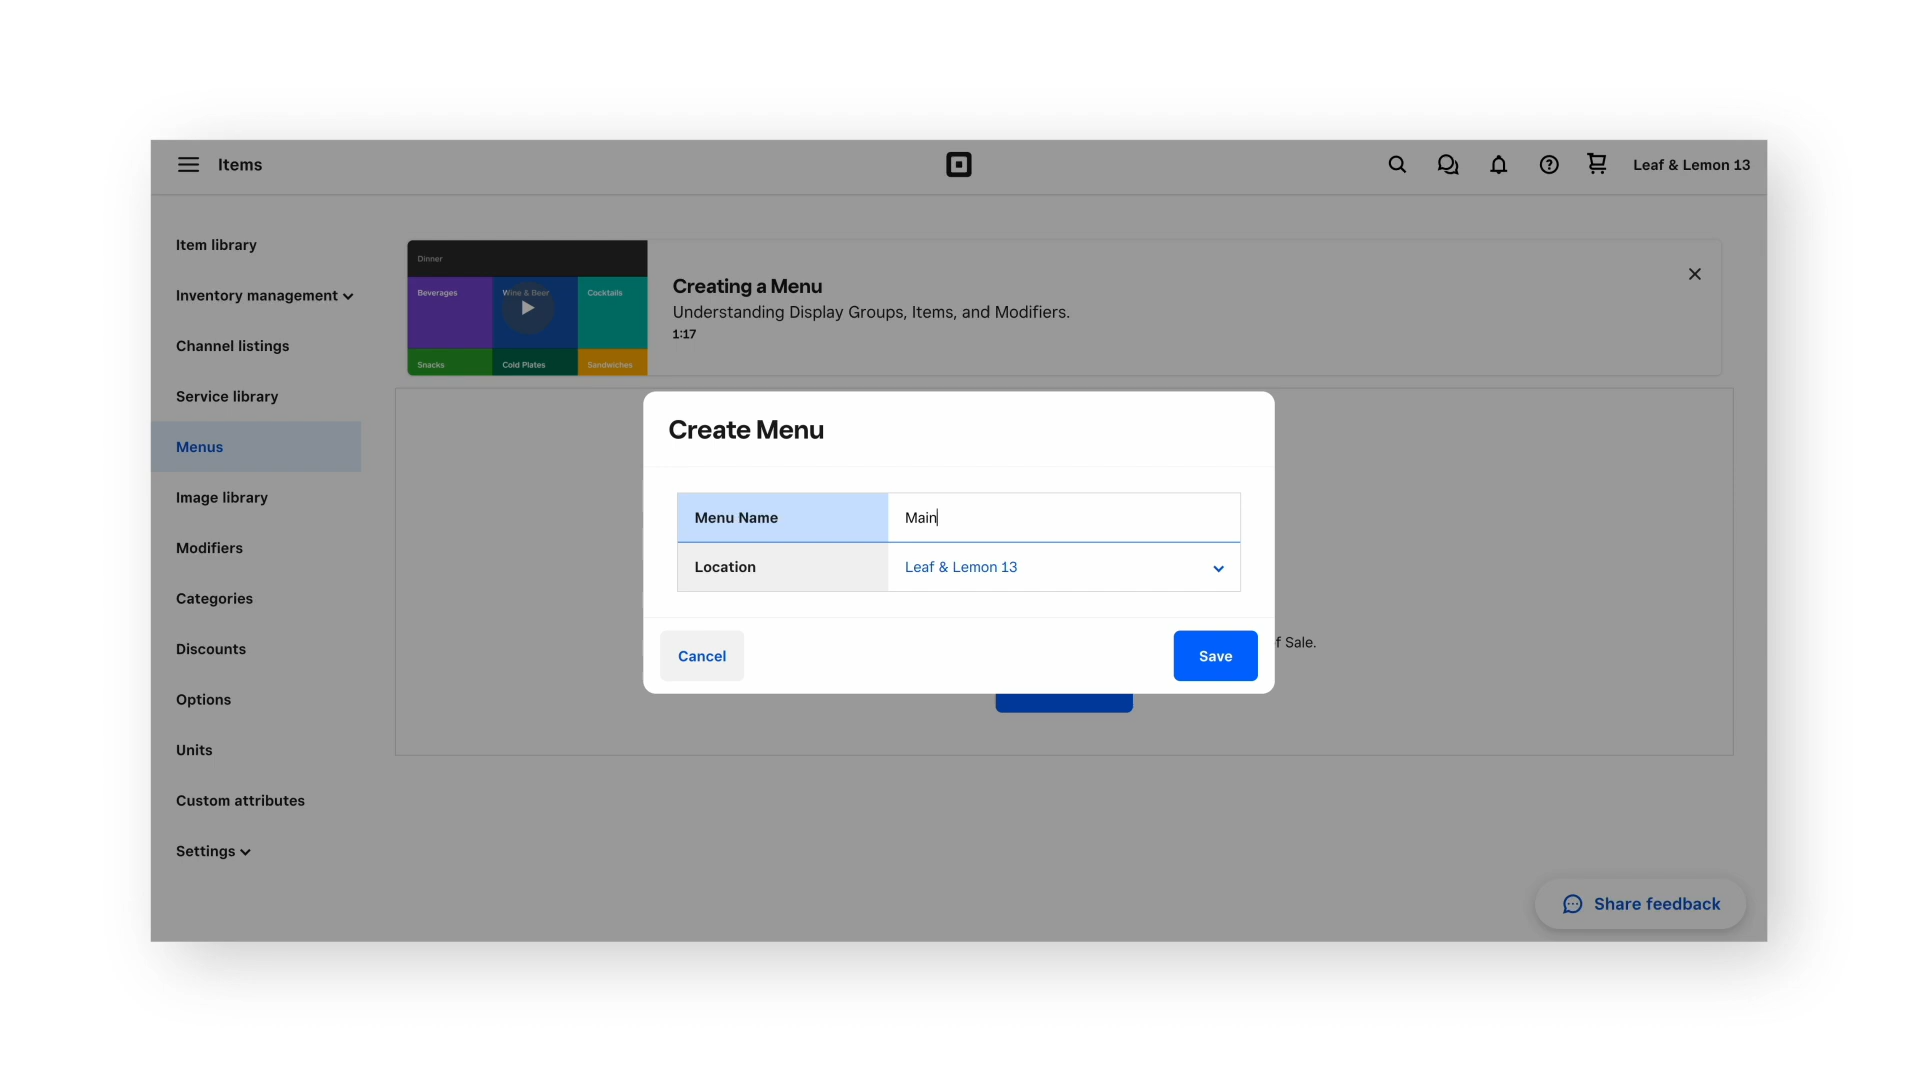 Items
Leaf & Lemon 13
Item library
Inventory management
Channel listings
Service library
Menus
Image library
Modifiers
Categories
Discounts
Options
Units
Custom attributes
Settings
Dinner
Beverages
Wine & Beer
Cocktails
Snacks
Cold Plates
Sandwiches
Creating a Menu
Understanding Display Groups, Items, and Modifiers.
1:17
Create Menu
Menu Name
Main
Location
Leaf & Lemon 13
Cancel
Save
f Sale.
Share feedback